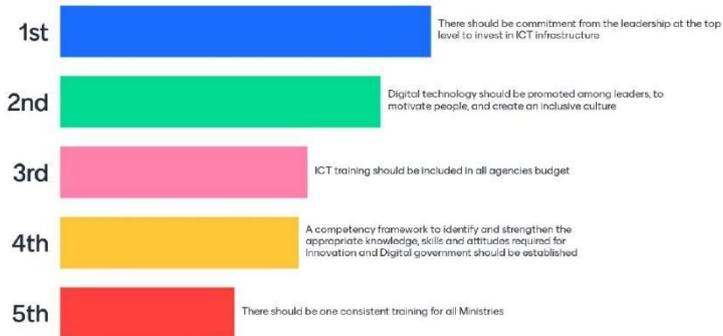 1st
There should be commitment from the leadership at the top
level to invest in ICT infrastructure
2nd
Digital technology should be promoted among leaders, to
motivate people, and create an inclusive culture
3rd
ICT training should be included in all agencies budget
4th
A competency framework to identify and strengthen the
appropriate knowledge, skills and attitudes required for
Innovation and Digital government should be established
5th
There should be one consistent training for all Ministries